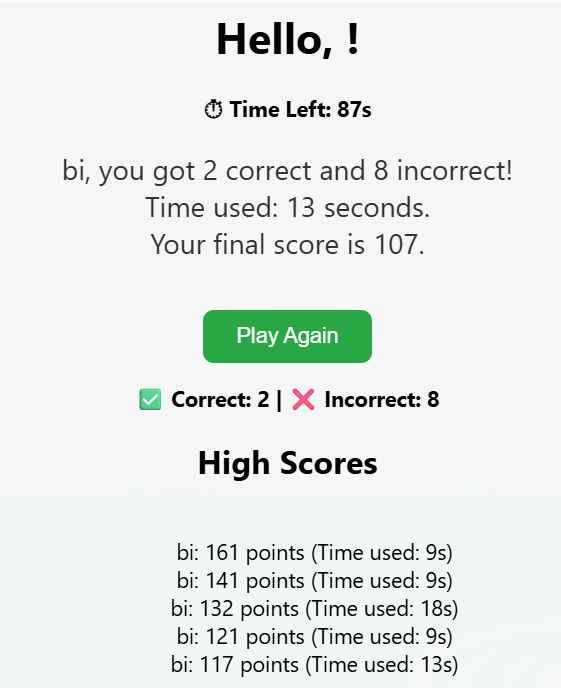 Hello, !
⏱ Time Left: 87s
bi, you got 2 correct and 8 incorrect!
Time used: 13 seconds.
Your final score is 107.
Play Again
✅ Correct: 2 | ❌ Incorrect: 8
High Scores
bi: 161 points (Time used: 9s)
bi: 141 points (Time used: 9s)
bi: 132 points (Time used: 18s)
bi: 121 points (Time used: 9s)
bi: 117 points (Time used: 13s)